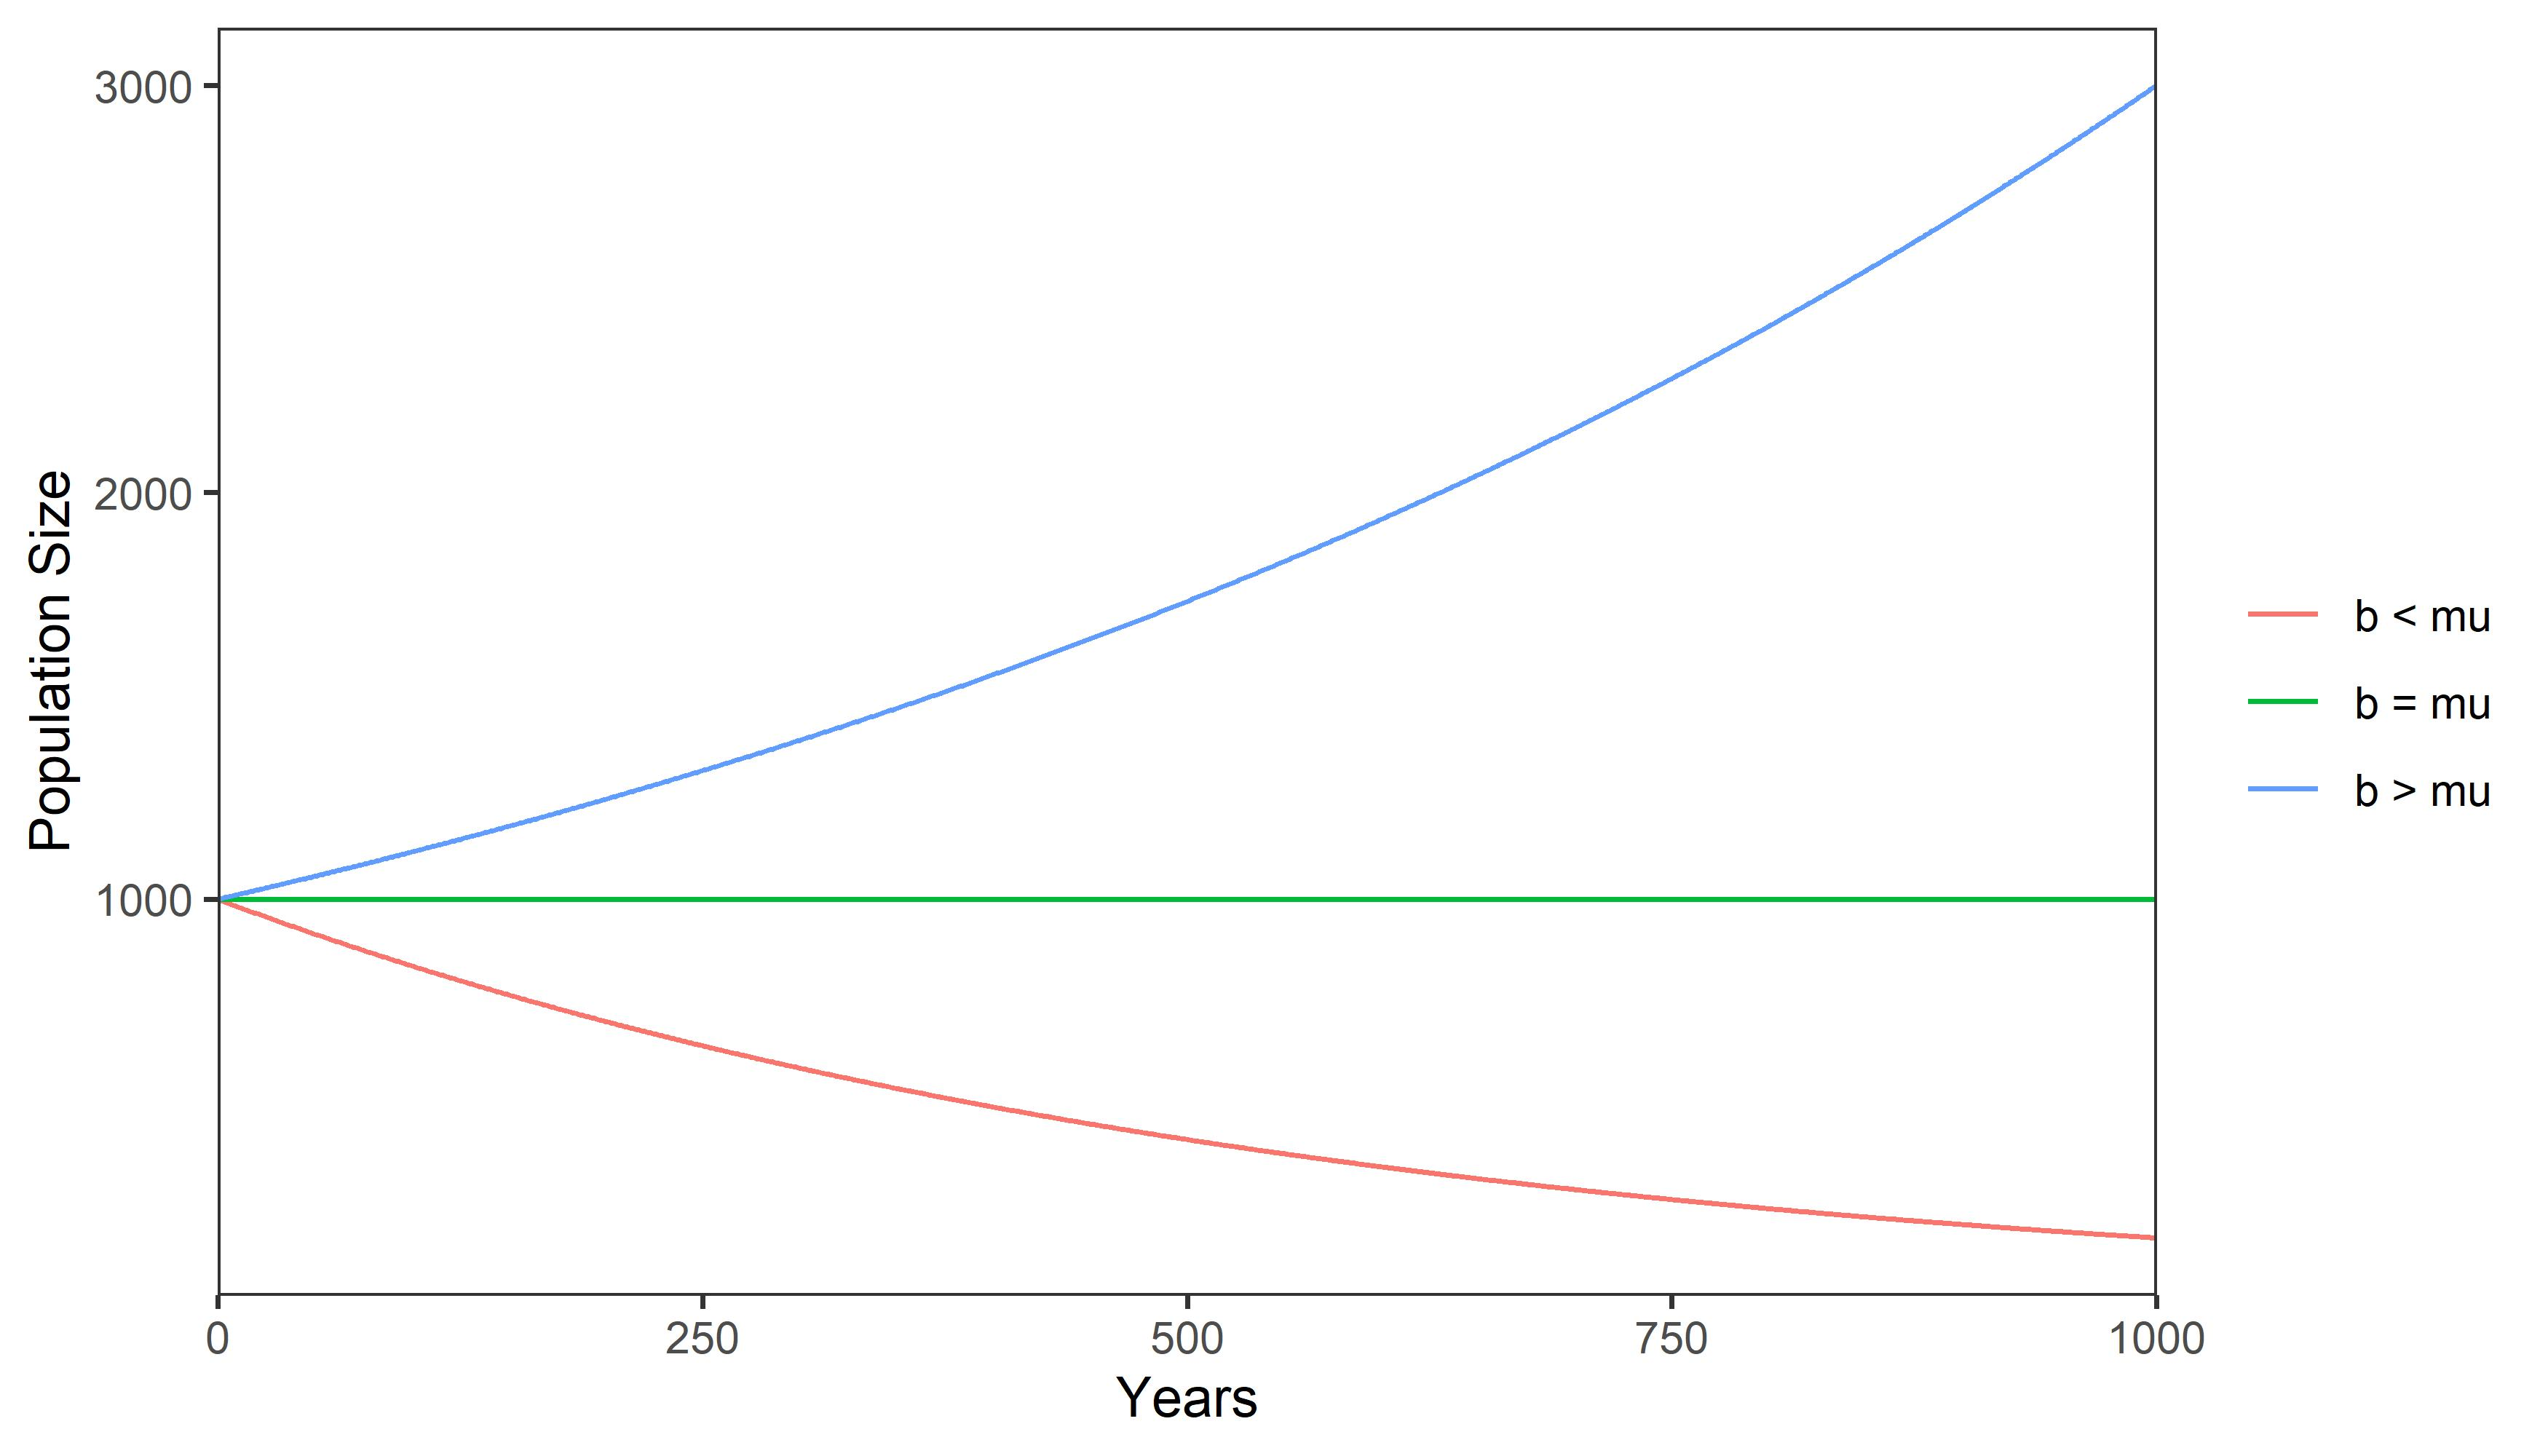 Population Size
3000
2000
1000
0 250 500 750 1000
Years
b < mu
b = mu
b > mu